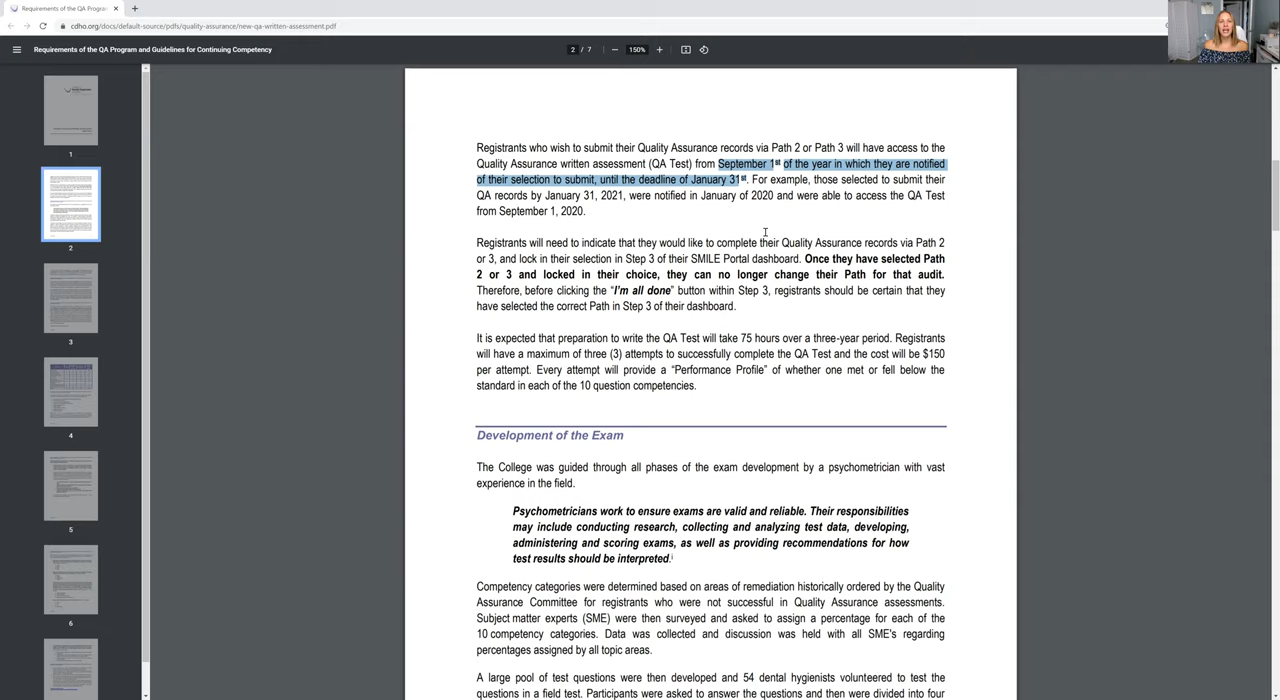 Requirements of the QA Program
cdho.org/docs/default-source/pdfs/quality-assurance/new-qa-written-assessment.pdf
Requirements of the QA Program and Guidelines for Continuing Competency
2 / 7
150%
1
2
3
4
5
6
Registrants who wish to submit their Quality Assurance records via Path 2 or Path 3 will have access to the
Quality Assurance written assessment (QA Test) from September 1st of the year in which they are notified
of their selection to submit, until the deadline of January 31st. For example, those selected to submit their
QA records by January 31, 2021, were notified in January of 2020 and were able to access the QA Test
from September 1, 2020.
Registrants will need to indicate that they would like to complete their Quality Assurance records via Path 2
or 3, and lock in their selection in Step 3 of their SMILE Portal dashboard. Once they have selected Path
2 or 3 and locked in their choice, they can no longer change their Path for that audit.
Therefore, before clicking the “I’m all done” button within Step 3, registrants should be certain that they
have selected the correct Path in Step 3 of their dashboard.
It is expected that preparation to write the QA Test will take 75 hours over a three-year period. Registrants
will have a maximum of three (3) attempts to successfully complete the QA Test and the cost will be $150
per attempt. Every attempt will provide a “Performance Profile” of whether one met or fell below the
standard in each of the 10 question competencies.
Development of the Exam
The College was guided through all phases of the exam development by a psychometrician with vast
experience in the field.
Psychometricians work to ensure exams are valid and reliable. Their responsibilities
may include conducting research, collecting and analyzing test data, developing,
administering and scoring exams, as well as providing recommendations for how
test results should be interpreted.i
Competency categories were determined based on areas of remediation historically ordered by the Quality
Assurance Committee for registrants who were not successful in Quality Assurance assessments.
Subject matter experts (SME) were then surveyed and asked to assign a percentage for each of the
10 competency categories. Data was collected and discussion was held with all SME's regarding
percentages assigned by all topic areas.
A large pool of test questions were then developed and 54 dental hygienists volunteered to test the
questions in a field test. Participants were asked to answer the questions and then were divided into four